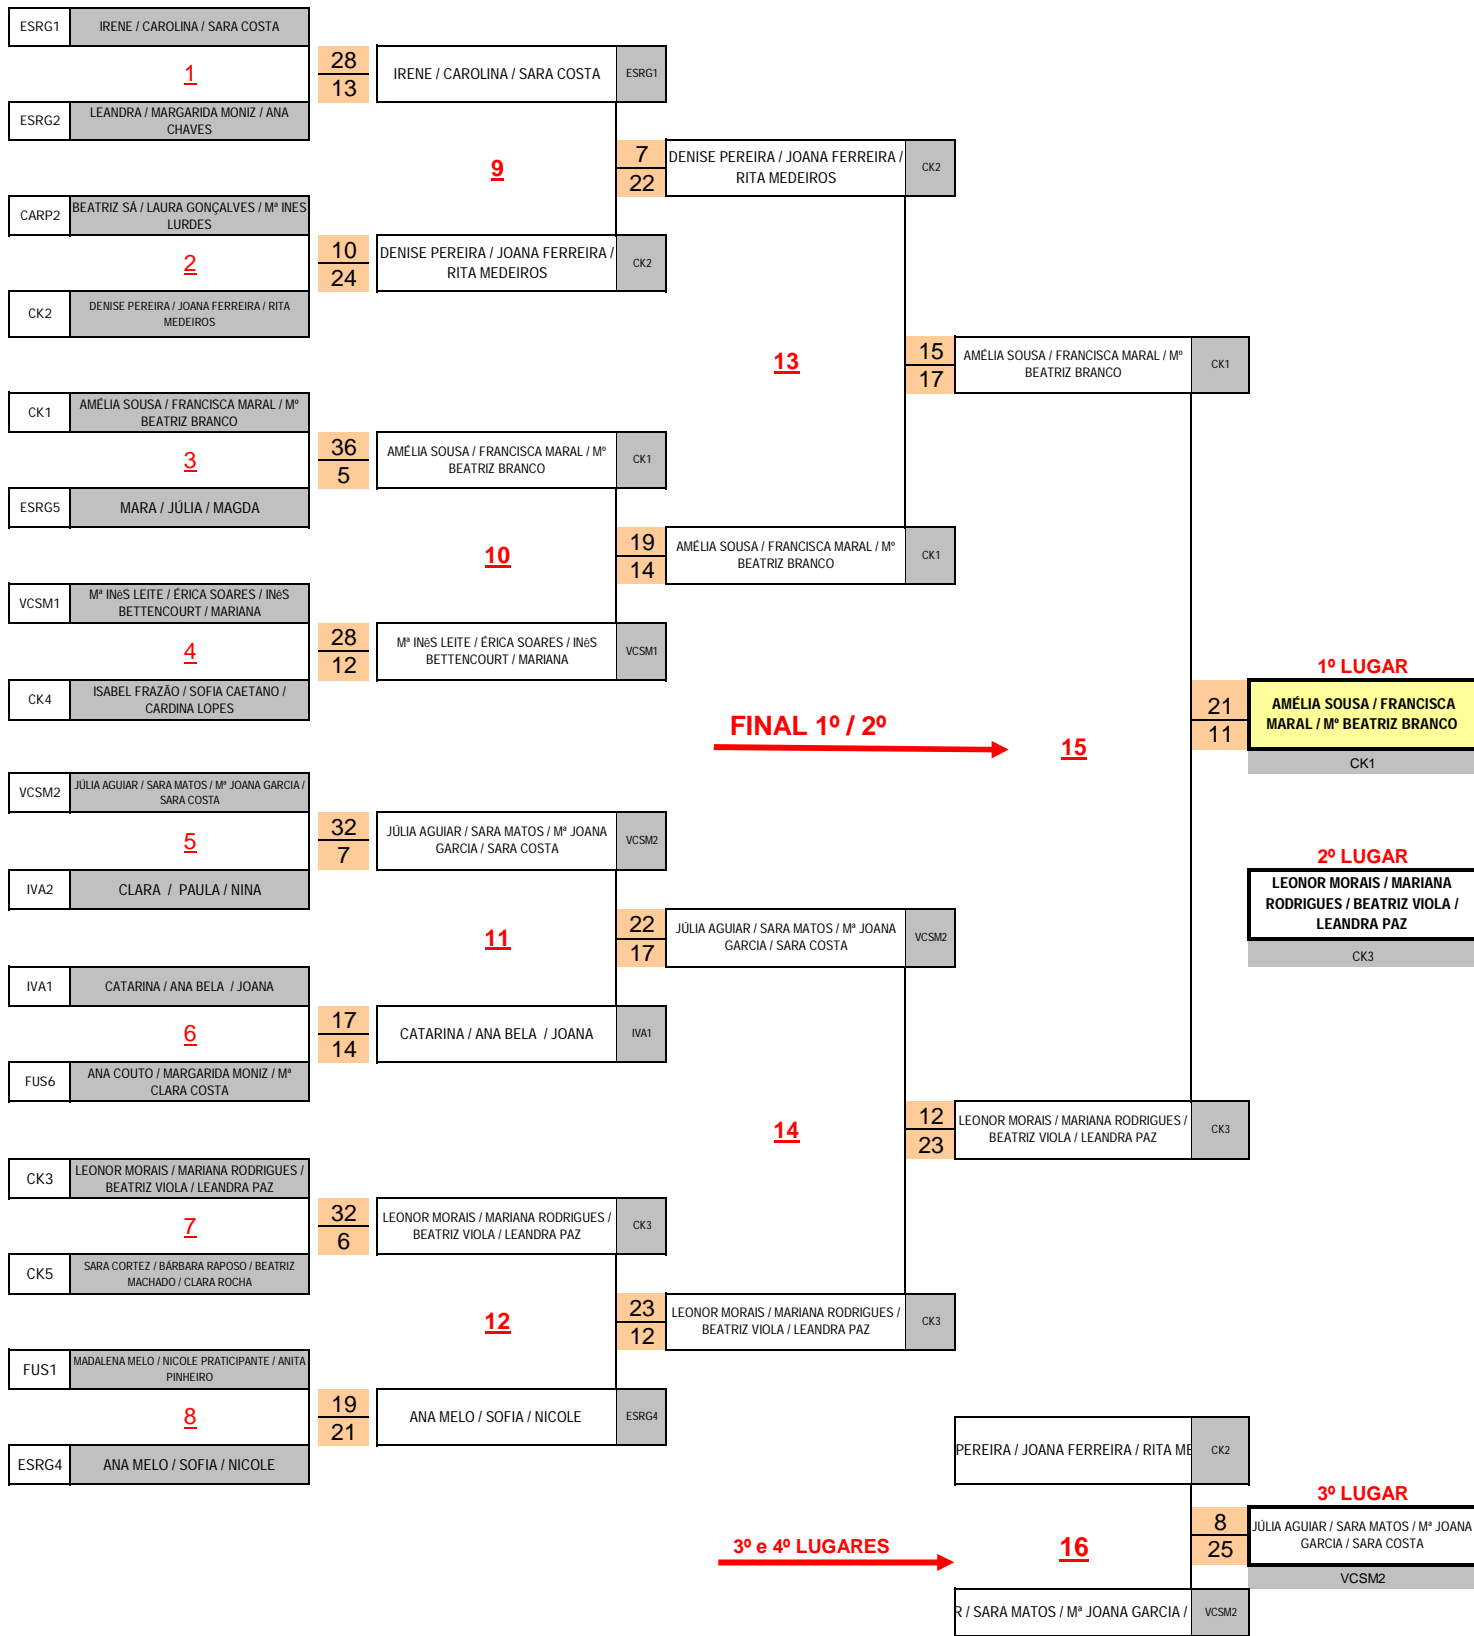 ESRG1
IRENE / CAROLINA / SARA COSTA
1
28
13
IRENE / CAROLINA / SARA COSTA
ESRG1
ESRG2
LEANDRA / MARGARIDA MONIZ / ANA
CHAVES
9
7
22
DENISE PEREIRA / JOANA FERREIRA /
RITA MEDEIROS
CK2
CARP2
BEATRIZ SÁ / LAURA GONÇALVES / Mª INES
LURDES
2
10
24
DENISE PEREIRA / JOANA FERREIRA /
RITA MEDEIROS
CK2
CK2
DENISE PEREIRA / JOANA FERREIRA / RITA
MEDEIROS
13
15
17
AMÉLIA SOUSA / FRANCISCA MARAL / Mº
BEATRIZ BRANCO
CK1
CK1
AMÉLIA SOUSA / FRANCISCA MARAL / Mº
BEATRIZ BRANCO
3
36
5
AMÉLIA SOUSA / FRANCISCA MARAL / Mº
BEATRIZ BRANCO
CK1
ESRG5
MARA / JÚLIA / MAGDA
10
19
14
AMÉLIA SOUSA / FRANCISCA MARAL / Mº
BEATRIZ BRANCO
CK1
VCSM1
Mª INêS LEITE / ÉRICA SOARES / INêS
BETTENCOURT / MARIANA
4
28
12
Mª INêS LEITE / ÉRICA SOARES / INêS
BETTENCOURT / MARIANA
VCSM1
CK4
ISABEL FRAZÃO / SOFIA CAETANO /
CARDINA LOPES
FINAL 1º / 2º
15
21
11
1º LUGAR
AMÉLIA SOUSA / FRANCISCA
MARAL / Mº BEATRIZ BRANCO
CK1
VCSM2
JÚLIA AGUIAR / SARA MATOS / Mª JOANA GARCIA /
SARA COSTA
5
32
7
JÚLIA AGUIAR / SARA MATOS / Mª JOANA
GARCIA / SARA COSTA
VCSM2
IVA2
CLARA / PAULA / NINA
2º LUGAR
LEONOR MORAIS / MARIANA
RODRIGUES / BEATRIZ VIOLA /
LEANDRA PAZ
CK3
11
22
17
JÚLIA AGUIAR / SARA MATOS / Mª JOANA
GARCIA / SARA COSTA
VCSM2
IVA1
CATARINA / ANA BELA / JOANA
6
17
14
CATARINA / ANA BELA / JOANA
IVA1
FUS6
ANA COUTO / MARGARIDA MONIZ / Mª
CLARA COSTA
14
12
23
LEONOR MORAIS / MARIANA RODRIGUES /
BEATRIZ VIOLA / LEANDRA PAZ
CK3
CK3
LEONOR MORAIS / MARIANA RODRIGUES /
BEATRIZ VIOLA / LEANDRA PAZ
7
32
6
LEONOR MORAIS / MARIANA RODRIGUES /
BEATRIZ VIOLA / LEANDRA PAZ
CK3
CK5
SARA CORTEZ / BÁRBARA RAPOSO / BEATRIZ
MACHADO / CLARA ROCHA
12
23
12
LEONOR MORAIS / MARIANA RODRIGUES /
BEATRIZ VIOLA / LEANDRA PAZ
CK3
FUS1
MADALENA MELO / NICOLE PRATICIPANTE / ANITA
PINHEIRO
8
19
21
ANA MELO / SOFIA / NICOLE
ESRG4
ESRG4
ANA MELO / SOFIA / NICOLE
PEREIRA / JOANA FERREIRA / RITA ME
CK2
3º e 4º LUGARES
16
8
25
3º LUGAR
JÚLIA AGUIAR / SARA MATOS / Mª JOANA
GARCIA / SARA COSTA
VCSM2
R / SARA MATOS / Mª JOANA GARCIA /
VCSM2